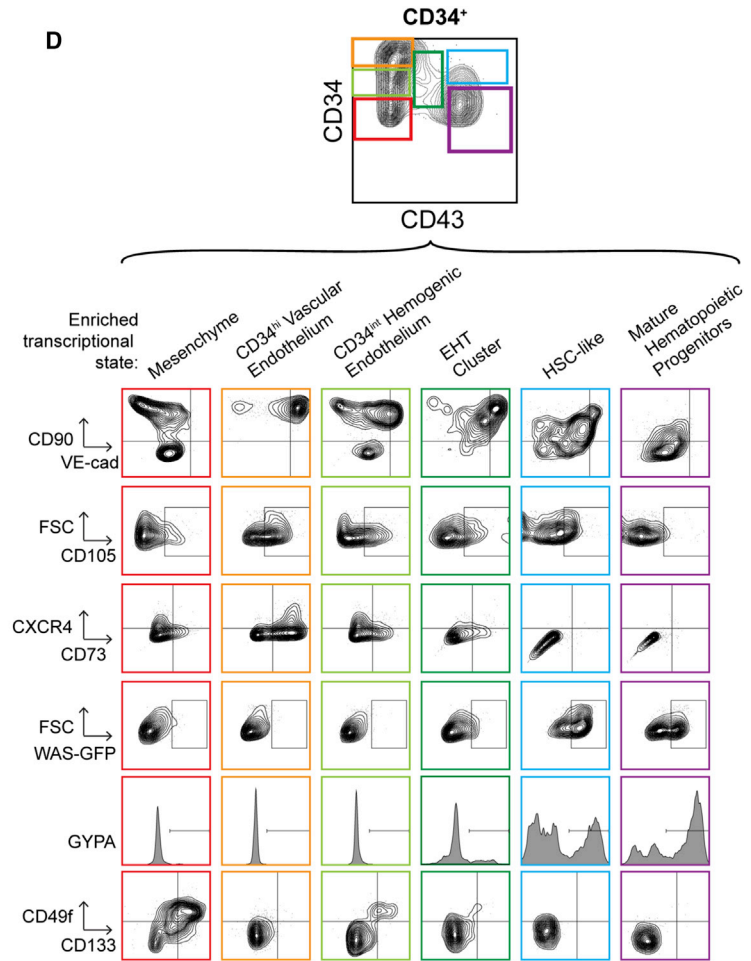 D
CD34⁺
CD34
CD43
Enriched
transcriptional
state:
Mesenchyme
CD34ʰⁱ Vascular
Endothelium
CD34ⁱⁿᵗ Hemogenic
Endothelium
EHT
Cluster
HSC-like
Mature
Hematopoietic
Progenitors
CD90
VE-cad
FSC
CD105
CXCR4
CD73
FSC
WAS-GFP
GYPA
CD49f
CD133